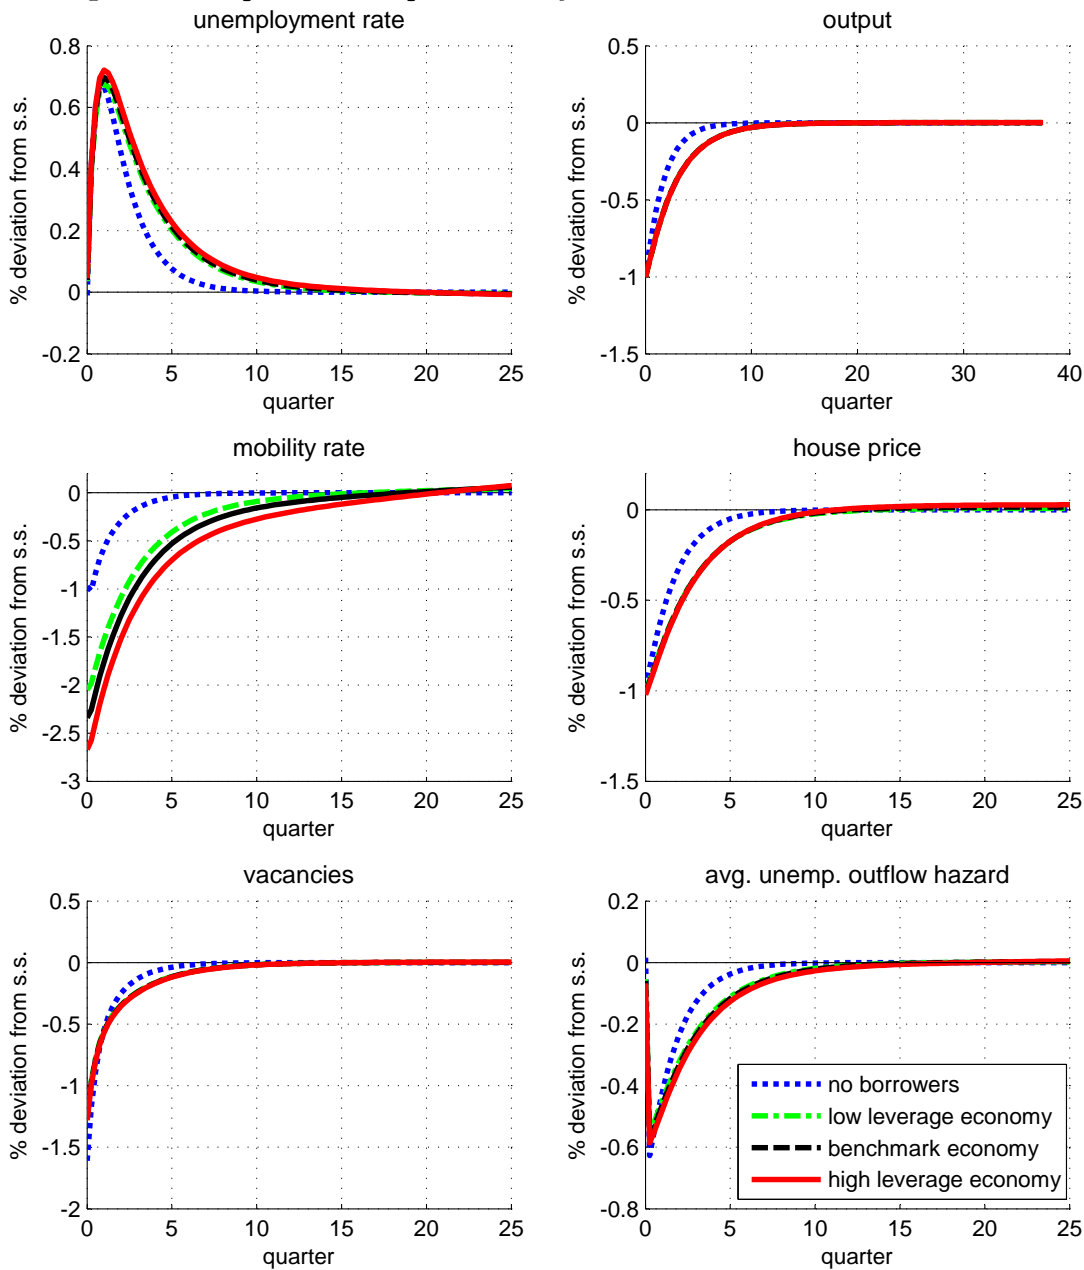 unemployment rate
0.8
0.6
0.4
0.2
0
-0.2
0 5 10 15 20 25
% deviation from s.s.
quarter
output
0.5
0
-0.5
-1
-1.5
0 10 20 30 40
% deviation from s.s.
quarter
mobility rate
0
-0.5
-1
-1.5
-2
-2.5
-3
0 5 10 15 20 25
% deviation from s.s.
quarter
house price
0
-0.5
-1
-1.5
0 5 10 15 20 25
% deviation from s.s.
quarter
vacancies
0.5
0
-0.5
-1
-1.5
-2
0 5 10 15 20 25
% deviation from s.s.
quarter
avg. unemp. outflow hazard
0.2
0
-0.2
-0.4
-0.6
-0.8
0 5 10 15 20 25
% deviation from s.s.
quarter
no borrowers
low leverage economy
benchmark economy
high leverage economy